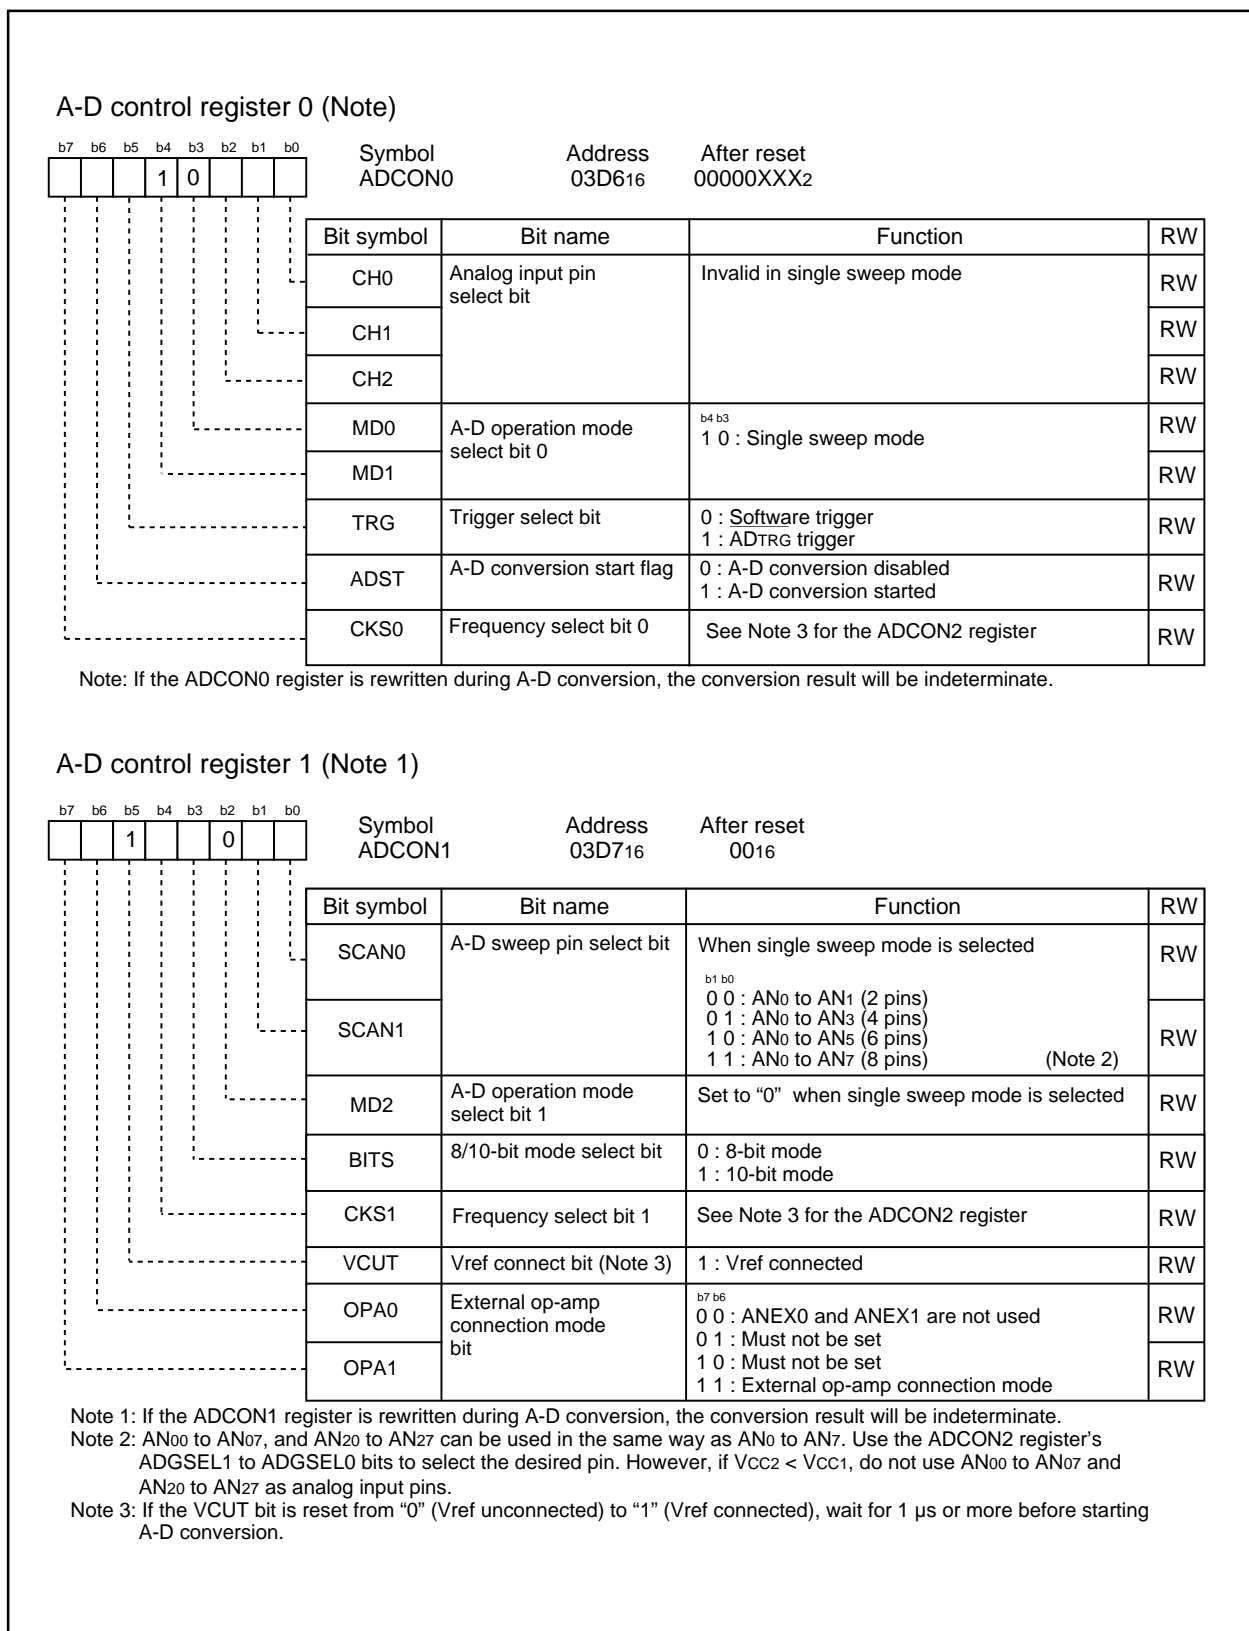 A-D control register 0 (Note)
b7 b6 b5 b4 b3 b2 b1 b0
1 0
Symbol Address After reset
ADCON0 03D616 00000XXX2
Bit symbol Bit name Function RW
CH0 Analog input pin Invalid in single sweep mode RW
select bit
CH1 RW
CH2 RW
MD0 A-D operation mode b4 b3 RW
select bit 0 1 0 : Single sweep mode
MD1 RW
TRG Trigger select bit 0 : Software trigger RW
1 : ADTRG trigger
ADST A-D conversion start flag 0 : A-D conversion disabled RW
1 : A-D conversion started
CKS0 Frequency select bit 0 See Note 3 for the ADCON2 register RW
Note: If the ADCON0 register is rewritten during A-D conversion, the conversion result will be indeterminate.
A-D control register 1 (Note 1)
b7 b6 b5 b4 b3 b2 b1 b0
1 0
Symbol Address After reset
ADCON1 03D716 0016
Bit symbol Bit name Function RW
SCAN0 A-D sweep pin select bit When single sweep mode is selected RW
b1 b0
0 0 : AN0 to AN1 (2 pins)
0 1 : AN0 to AN3 (4 pins)
SCAN1 1 0 : AN0 to AN5 (6 pins) RW
1 1 : AN0 to AN7 (8 pins) (Note 2)
MD2 A-D operation mode Set to “0” when single sweep mode is selected RW
select bit 1
BITS 8/10-bit mode select bit 0 : 8-bit mode RW
1 : 10-bit mode
CKS1 Frequency select bit 1 See Note 3 for the ADCON2 register RW
VCUT Vref connect bit (Note 3) 1 : Vref connected RW
OPA0 External op-amp b7 b6 RW
connection mode 0 0 : ANEX0 and ANEX1 are not used
bit 0 1 : Must not be set
OPA1 1 0 : Must not be set RW
1 1 : External op-amp connection mode
Note 1: If the ADCON1 register is rewritten during A-D conversion, the conversion result will be indeterminate.
Note 2: AN00 to AN07, and AN20 to AN27 can be used in the same way as AN0 to AN7. Use the ADCON2 register’s
ADGSEL1 to ADGSEL0 bits to select the desired pin. However, if VCC2 < VCC1, do not use AN00 to AN07 and
AN20 to AN27 as analog input pins.
Note 3: If the VCUT bit is reset from “0” (Vref unconnected) to “1” (Vref connected), wait for 1 µs or more before starting
A-D conversion.